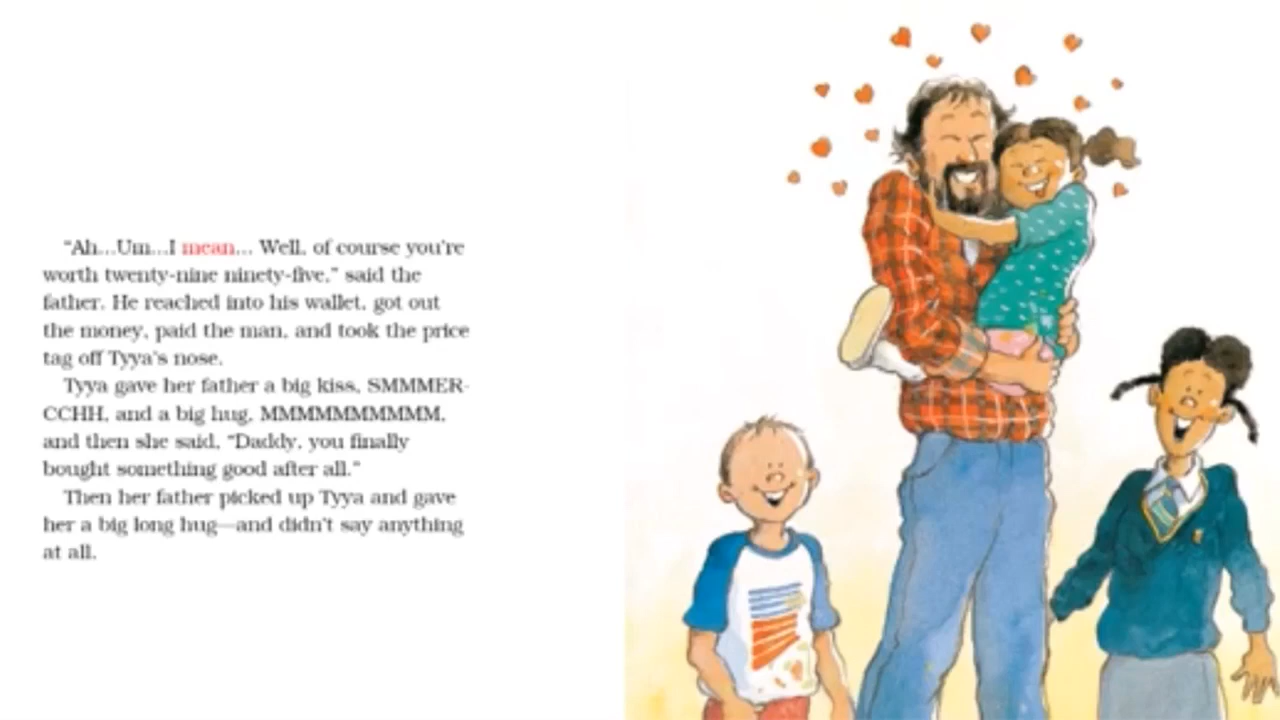 “Ah...Um...I mean... Well, of course you’re
worth twenty-nine ninety-five,” said the
father. He reached into his wallet, got out
the money, paid the man, and took the price
tag off Tyya’s nose.
Tyya gave her father a big kiss, SMMMER-
CCHH, and a big hug, MMMMMMMMMM,
and then she said, “Daddy, you finally
bought something good after all.”
Then her father picked up Tyya and gave
her a big long hug—and didn’t say anything
at all.